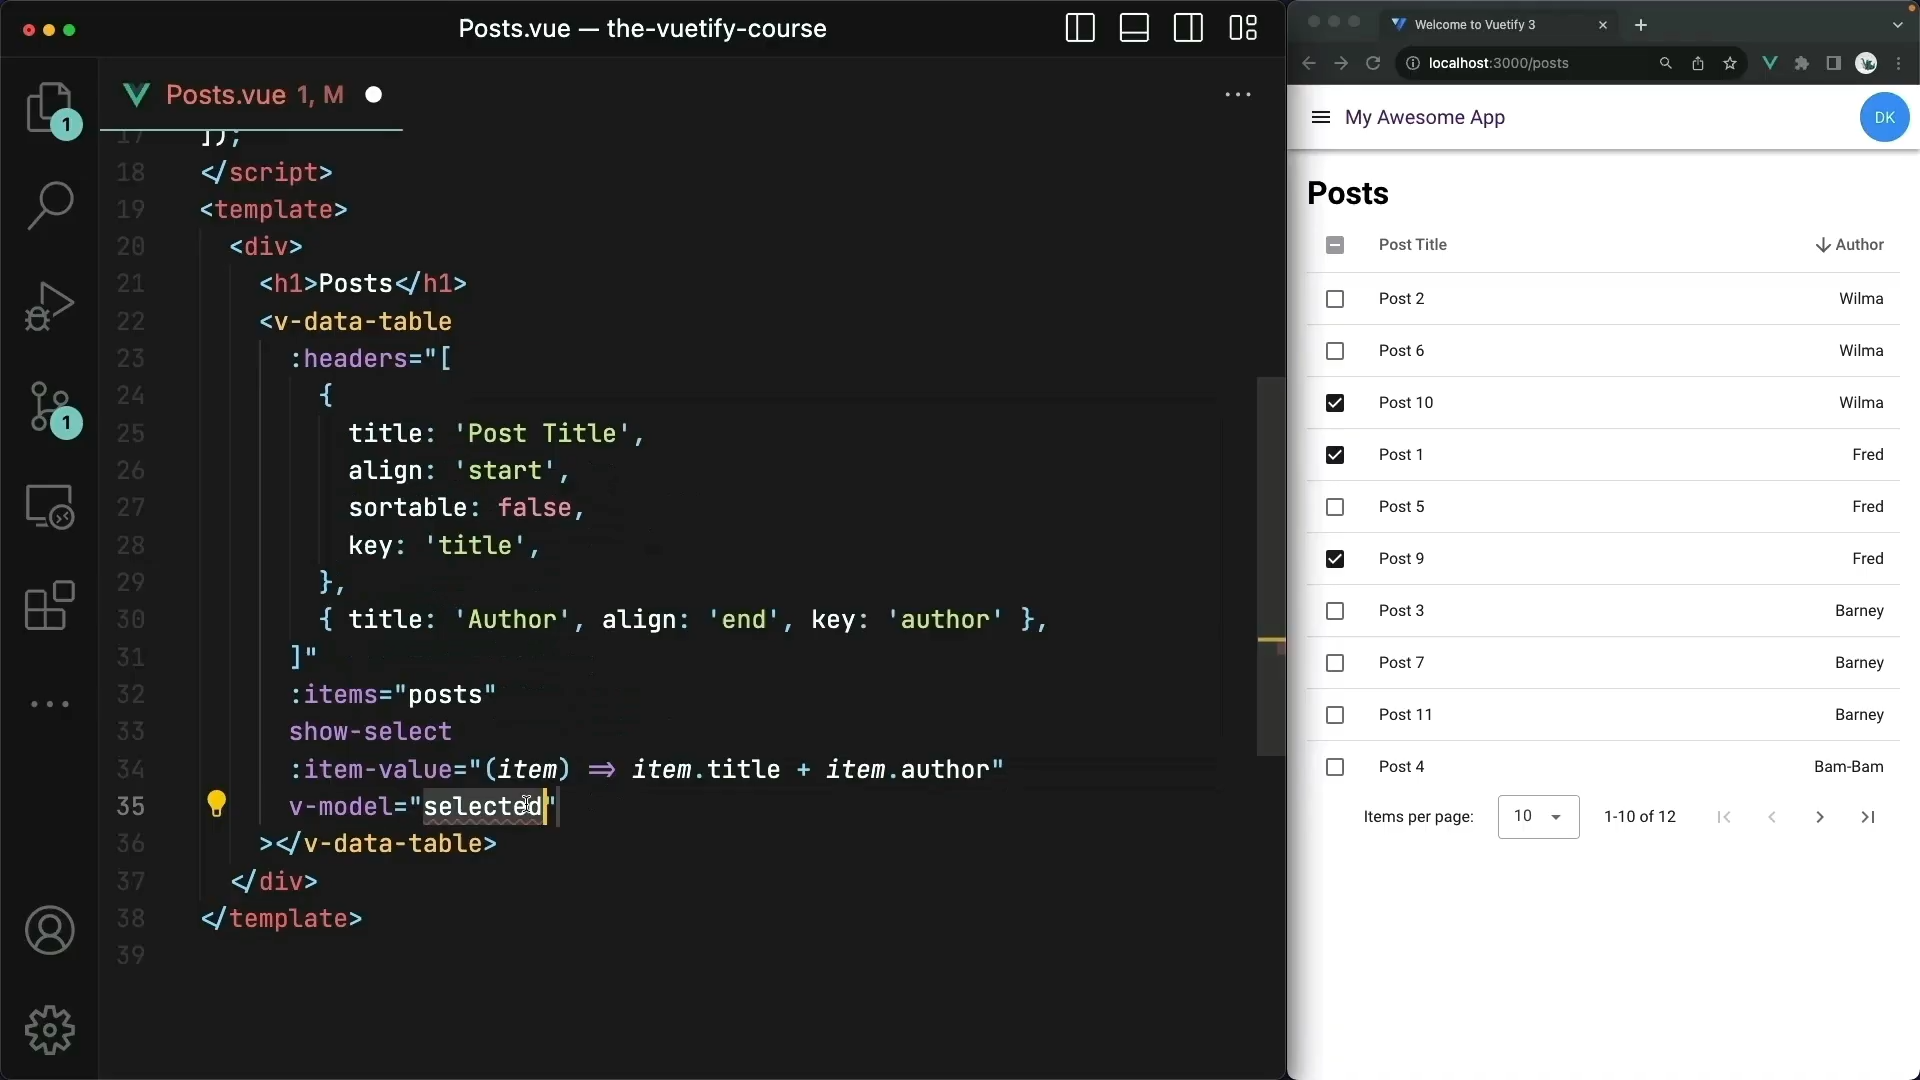 Posts.vue — the-vuetify-course
Posts.vue 1, M
1
1
17 ]);
18 </script>
19 <template>
20 <div>
21 <h1>Posts</h1>
22 <v-data-table
23 :headers="[
24 {
25 title: 'Post Title',
26 align: 'start',
27 sortable: false,
28 key: 'title',
29 },
30 { title: 'Author', align: 'end', key: 'author' },
31 ]"
32 :items="posts"
33 show-select
34 :item-value="(item) => item.title + item.author"
35 v-model="selected"
36 ></v-data-table>
37 </div>
38 </template>
39
Welcome to Vuetify 3
localhost:3000/posts
My Awesome App
DK
Posts
Post Title Author
Post 2 Wilma
Post 6 Wilma
Post 10 Wilma
Post 1 Fred
Post 5 Fred
Post 9 Fred
Post 3 Barney
Post 7 Barney
Post 11 Barney
Post 4 Bam-Bam
Items per page: 10 1-10 of 12